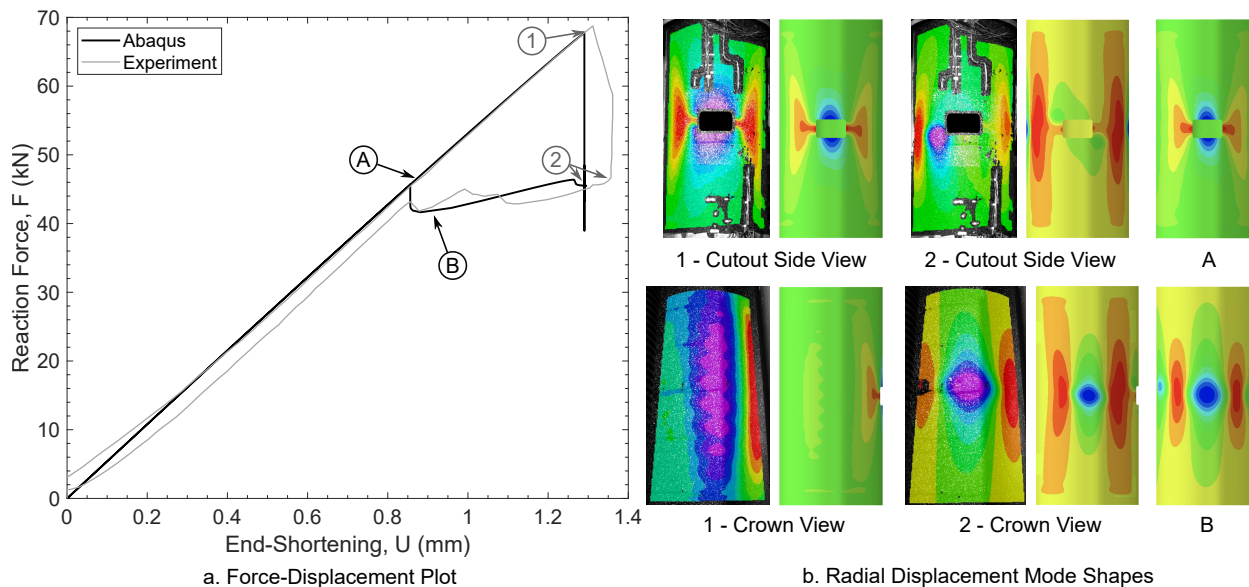 70
60
50
40
30
20
10
0
Reaction Force, F (kN)
Abaqus
Experiment
1
A
2
B
0 0.2 0.4 0.6 0.8 1 1.2 1.4
End-Shortening, U (mm)
a. Force-Displacement Plot
1 - Cutout Side View
2 - Cutout Side View
A
1 - Crown View
2 - Crown View
B
b. Radial Displacement Mode Shapes